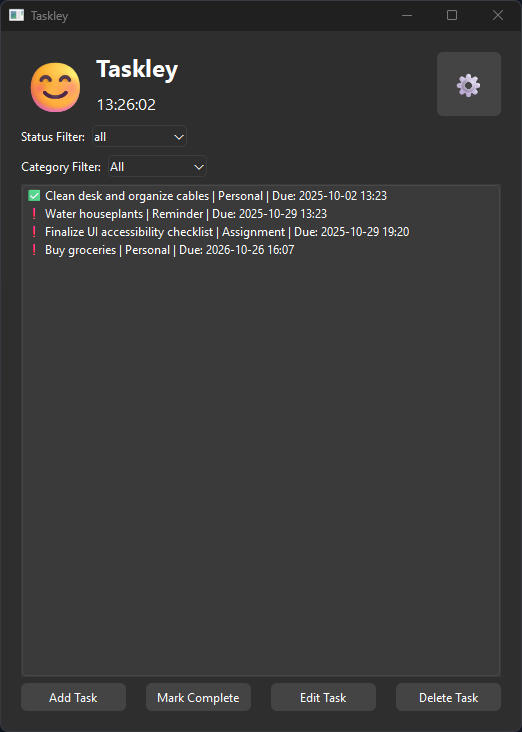 Taskley
Taskley
13:26:02
Status Filter: all
Category Filter: All
✅ Clean desk and organize cables | Personal | Due: 2025-10-02 13:23
❗ Water houseplants | Reminder | Due: 2025-10-29 13:23
❗ Finalize UI accessibility checklist | Assignment | Due: 2025-10-29 19:20
❗ Buy groceries | Personal | Due: 2026-10-26 16:07
Add Task Mark Complete Edit Task Delete Task